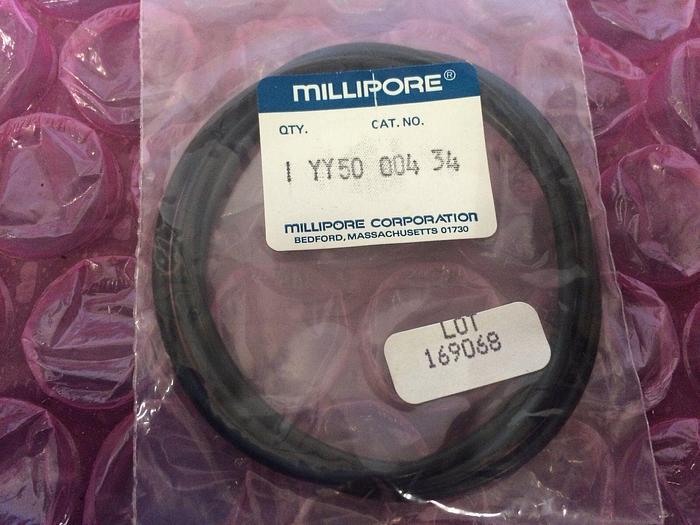 MILLIPORE®
QTY. CAT. NO.
1 YY50 004 34
MILLIPORE CORPORATION
BEDFORD, MASSACHUSETTS 01730
LOT
169068